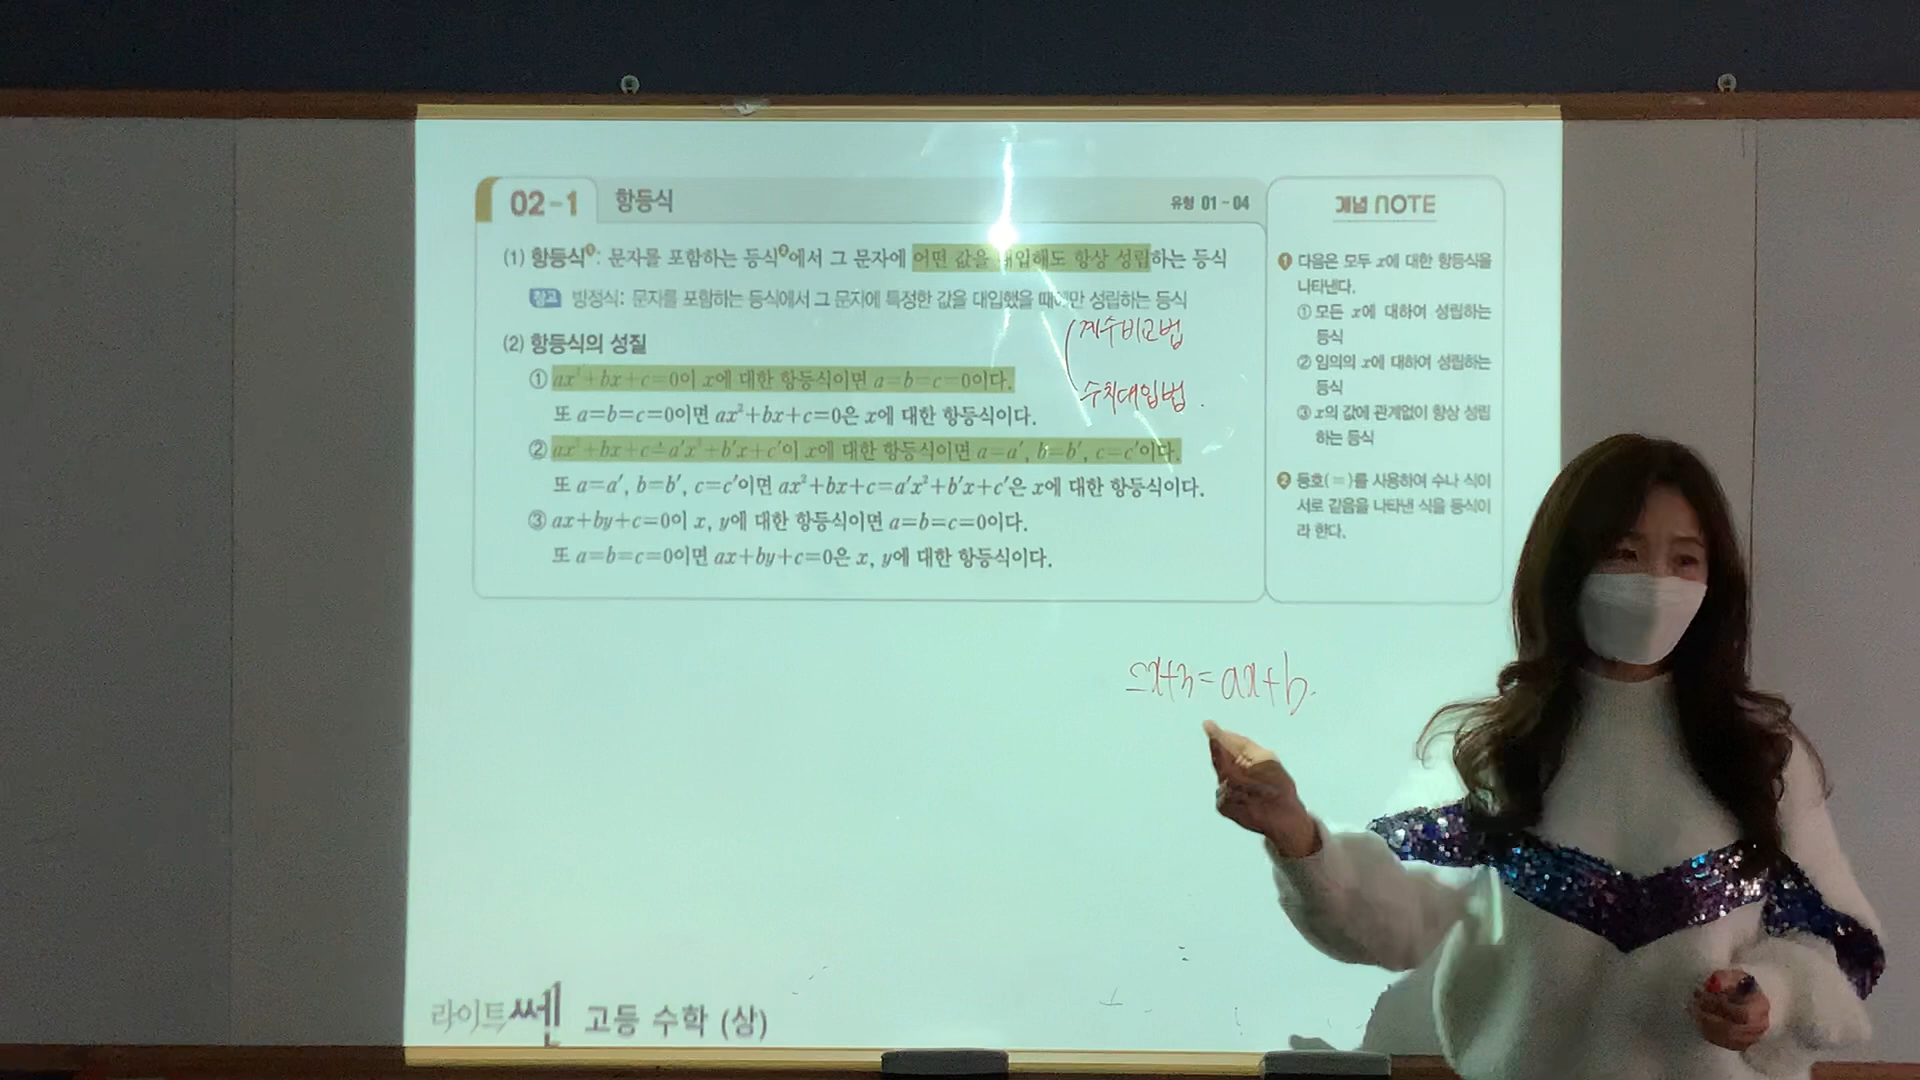 02-1 항등식 유형 01-04
(1) 항등식❶: 문자를 포함하는 등식❷에서 그 문자에 어떤 값을 대입해도 항상 성립하는 등식
참고 방정식: 문자를 포함하는 등식에서 그 문자에 특정한 값을 대입했을 때에만 성립하는 등식
계수비교법
(2) 항등식의 성질
① ax²+bx+c=0이 x에 대한 항등식이면 a=b=c=0이다.
수치대입법.
또 a=b=c=0이면 ax²+bx+c=0은 x에 대한 항등식이다.
② ax²+bx+c=a′x²+b′x+c′이 x에 대한 항등식이면 a=a′, b=b′, c=c′이다.
또 a=a′, b=b′, c=c′이면 ax²+bx+c=a′x²+b′x+c′은 x에 대한 항등식이다.
③ ax+by+c=0이 x, y에 대한 항등식이면 a=b=c=0이다.
또 a=b=c=0이면 ax+by+c=0은 x, y에 대한 항등식이다.
개념 NOTE
❶ 다음은 모두 x에 대한 항등식을
나타낸다.
① 모든 x에 대하여 성립하는
등식
② 임의의 x에 대하여 성립하는
등식
③ x의 값에 관계없이 항상 성립
하는 등식
❷ 등호(=)를 사용하여 수나 식이
서로 같음을 나타낸 식을 등식이
라 한다.
2x+3=ax+b
라이트쎈 고등 수학 (상)